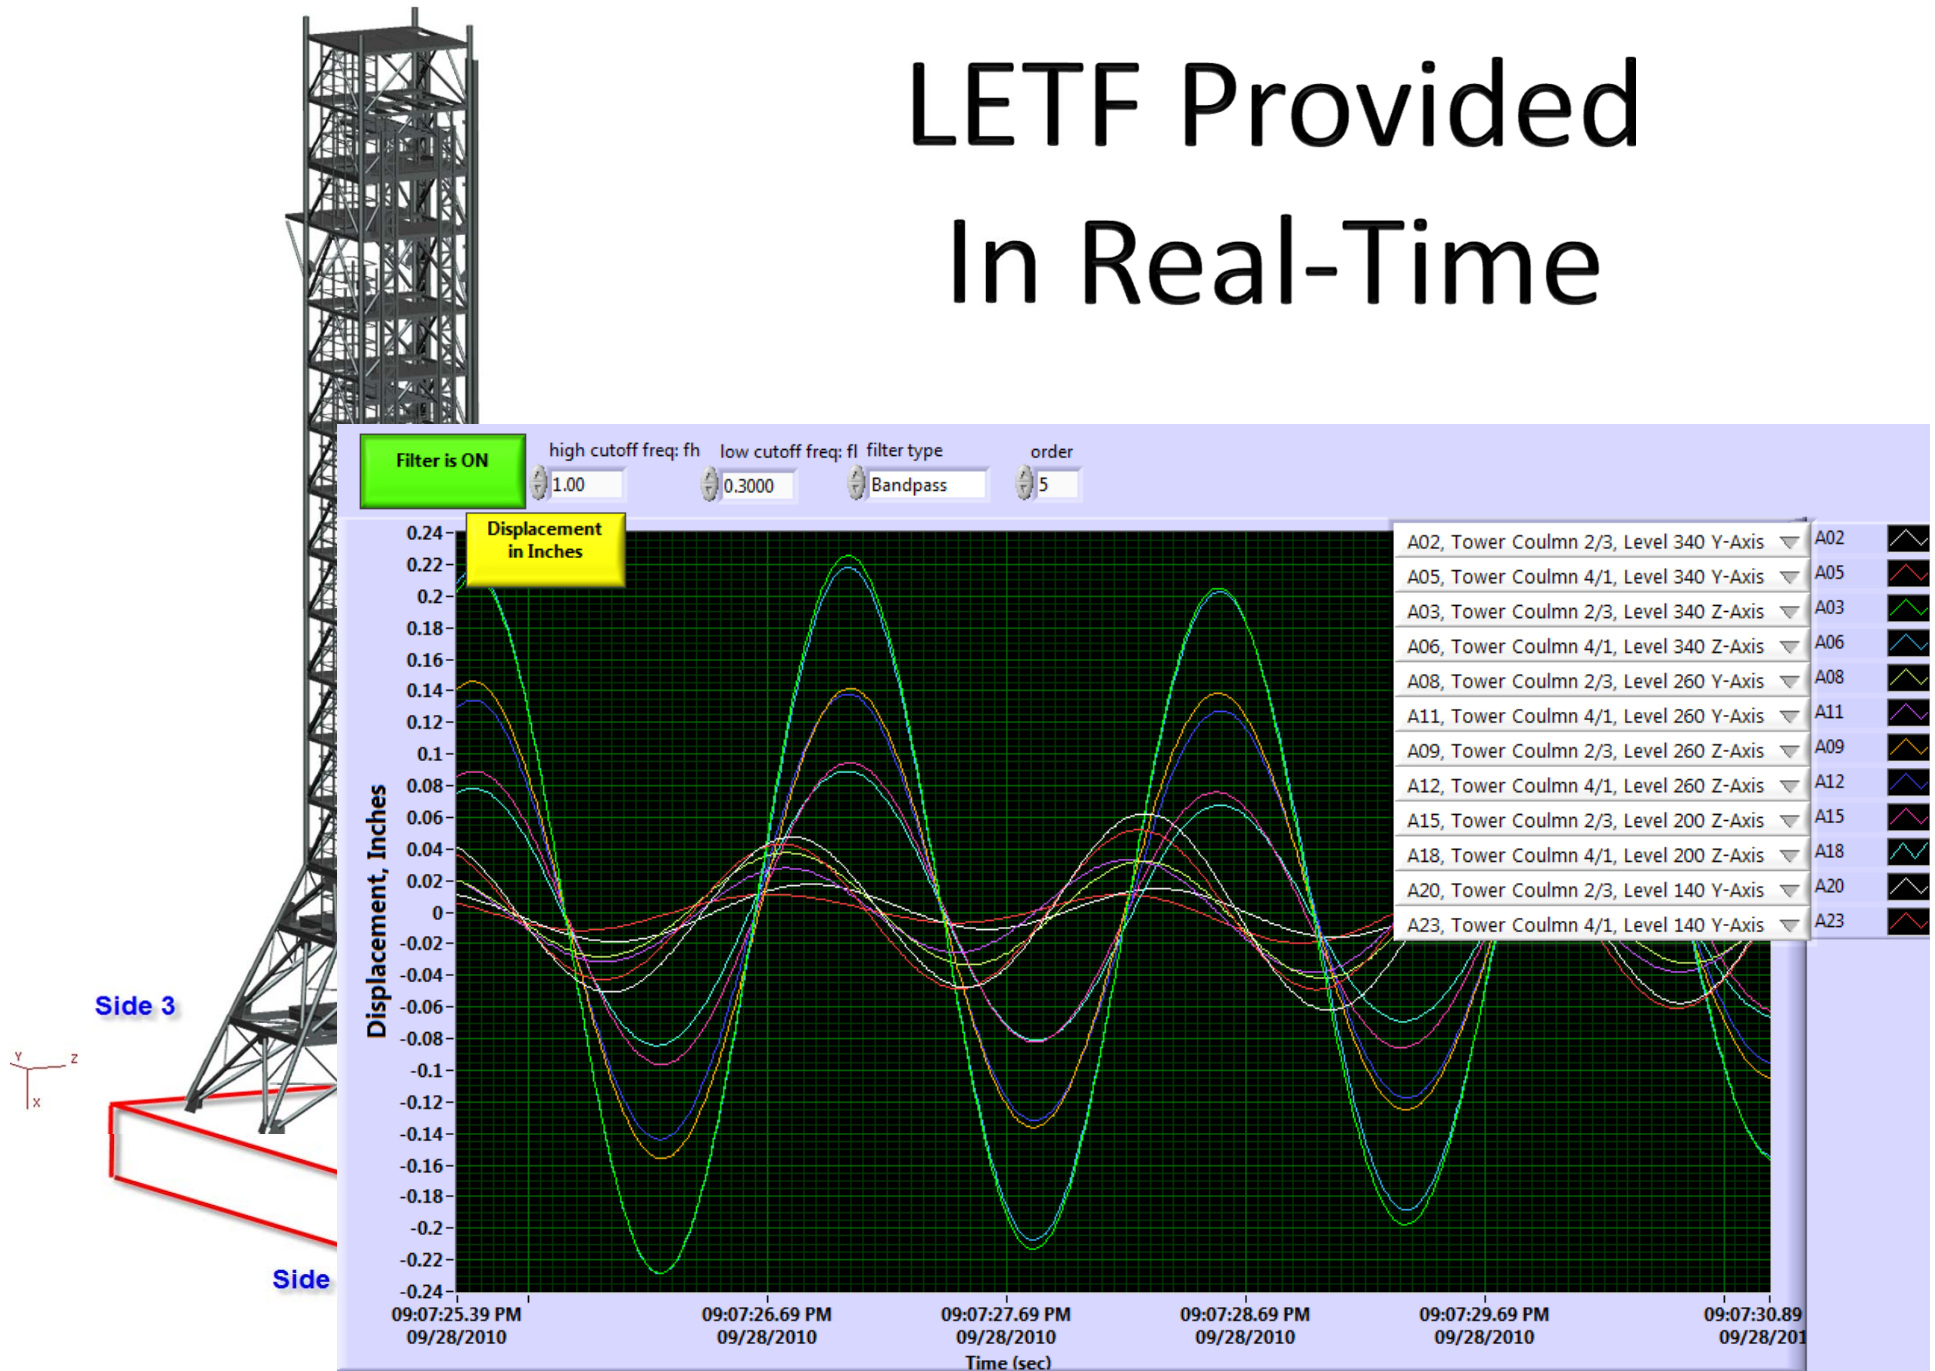 LETF Provided
In Real-Time
Filter is ON
high cutoff freq: fh
1.00
low cutoff freq: fl
0.3000
filter type
Bandpass
order
5
Displacement
in Inches
Displacement, Inches
0.24
0.22
0.2
0.18
0.16
0.14
0.12
0.1
0.08
0.06
0.04
0.02
0
-0.02
-0.04
-0.06
-0.08
-0.1
-0.12
-0.14
-0.16
-0.18
-0.2
-0.22
-0.24
A02, Tower Coulmn 2/3, Level 340 Y-Axis A02
A05, Tower Coulmn 4/1, Level 340 Y-Axis A05
A03, Tower Coulmn 2/3, Level 340 Z-Axis A03
A06, Tower Coulmn 4/1, Level 340 Z-Axis A06
A08, Tower Coulmn 2/3, Level 260 Y-Axis A08
A11, Tower Coulmn 4/1, Level 260 Y-Axis A11
A09, Tower Coulmn 2/3, Level 260 Z-Axis A09
A12, Tower Coulmn 4/1, Level 260 Z-Axis A12
A15, Tower Coulmn 2/3, Level 200 Z-Axis A15
A18, Tower Coulmn 4/1, Level 200 Z-Axis A18
A20, Tower Coulmn 2/3, Level 140 Y-Axis A20
A23, Tower Coulmn 4/1, Level 140 Y-Axis A23
Side 3
Y
Z
X
Side
09:07:25.39 PM
09/28/2010
09:07:26.69 PM
09/28/2010
09:07:27.69 PM
09/28/2010
09:07:28.69 PM
09/28/2010
09:07:29.69 PM
09/28/2010
09:07:30.89
09/28/201
Time (sec)